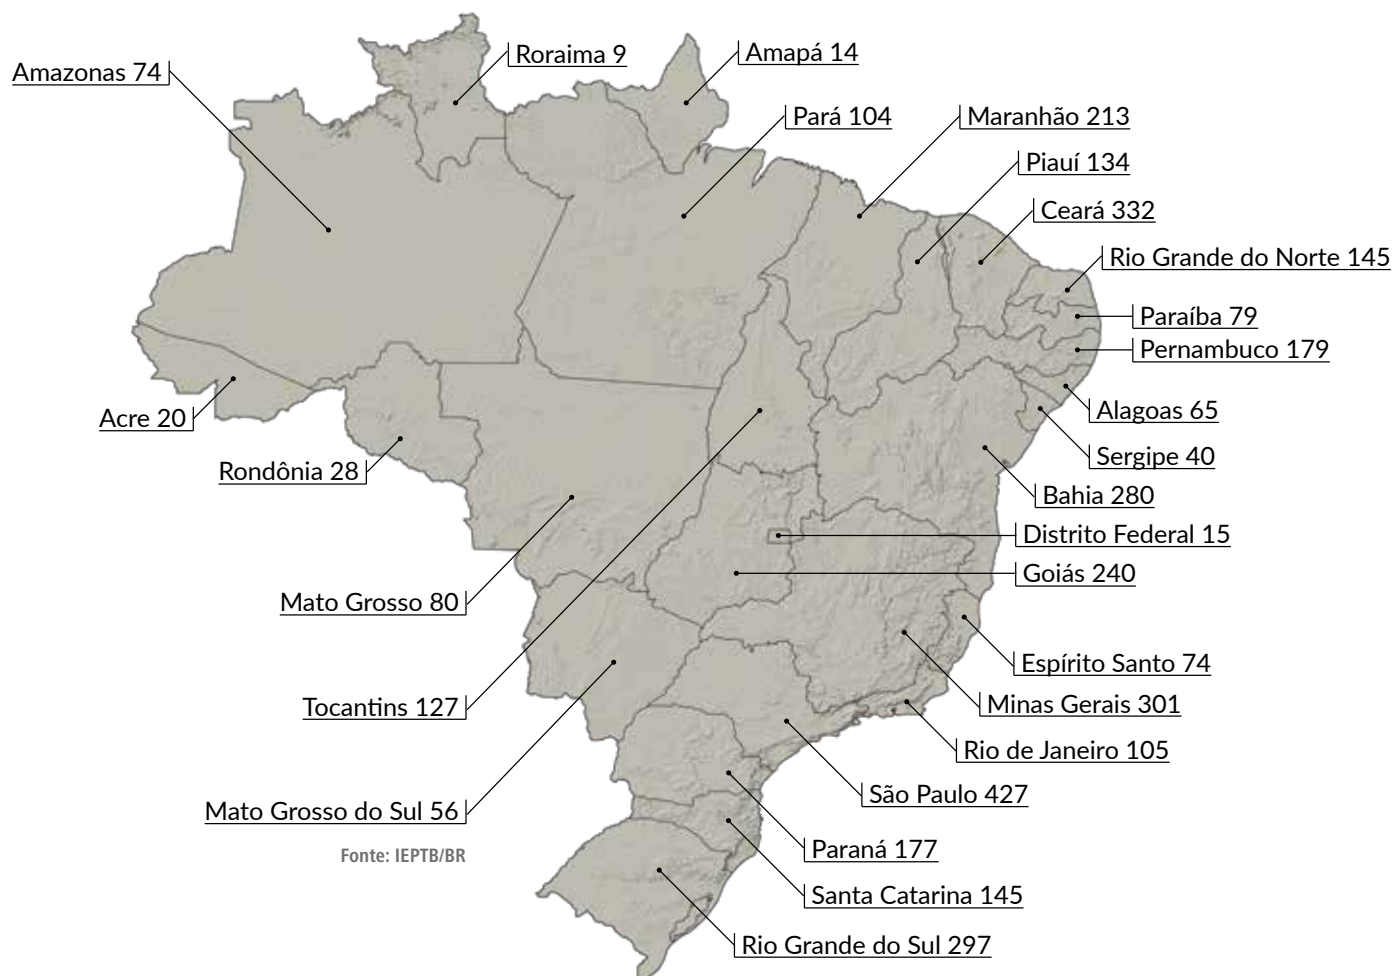 Roraima 9
Amapá 14
Amazonas 74
Pará 104
Maranhão 213
Piauí 134
Ceará 332
Rio Grande do Norte 145
Paraíba 79
Pernambuco 179
Alagoas 65
Acre 20
Sergipe 40
Rondônia 28
Bahia 280
Distrito Federal 15
Goiás 240
Mato Grosso 80
Espírito Santo 74
Tocantins 127
Minas Gerais 301
Rio de Janeiro 105
São Paulo 427
Mato Grosso do Sul 56
Paraná 177
Fonte: IEPTB/BR
Santa Catarina 145
Rio Grande do Sul 297